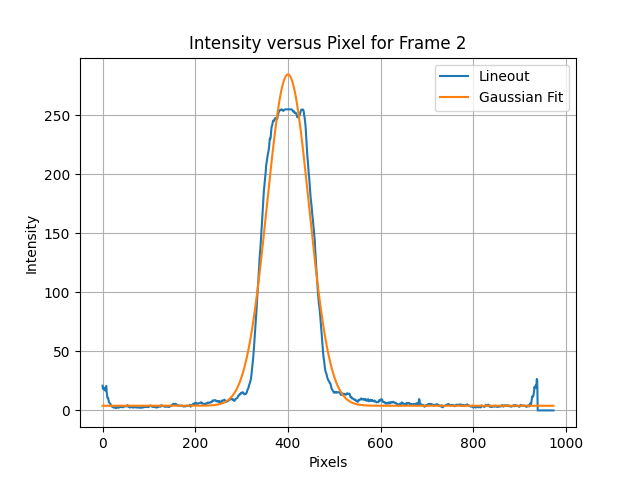 Intensity versus Pixel for Frame 2
Lineout
Gaussian Fit
250
200
150
100
50
0
Intensity
0 200 400 600 800 1000
Pixels